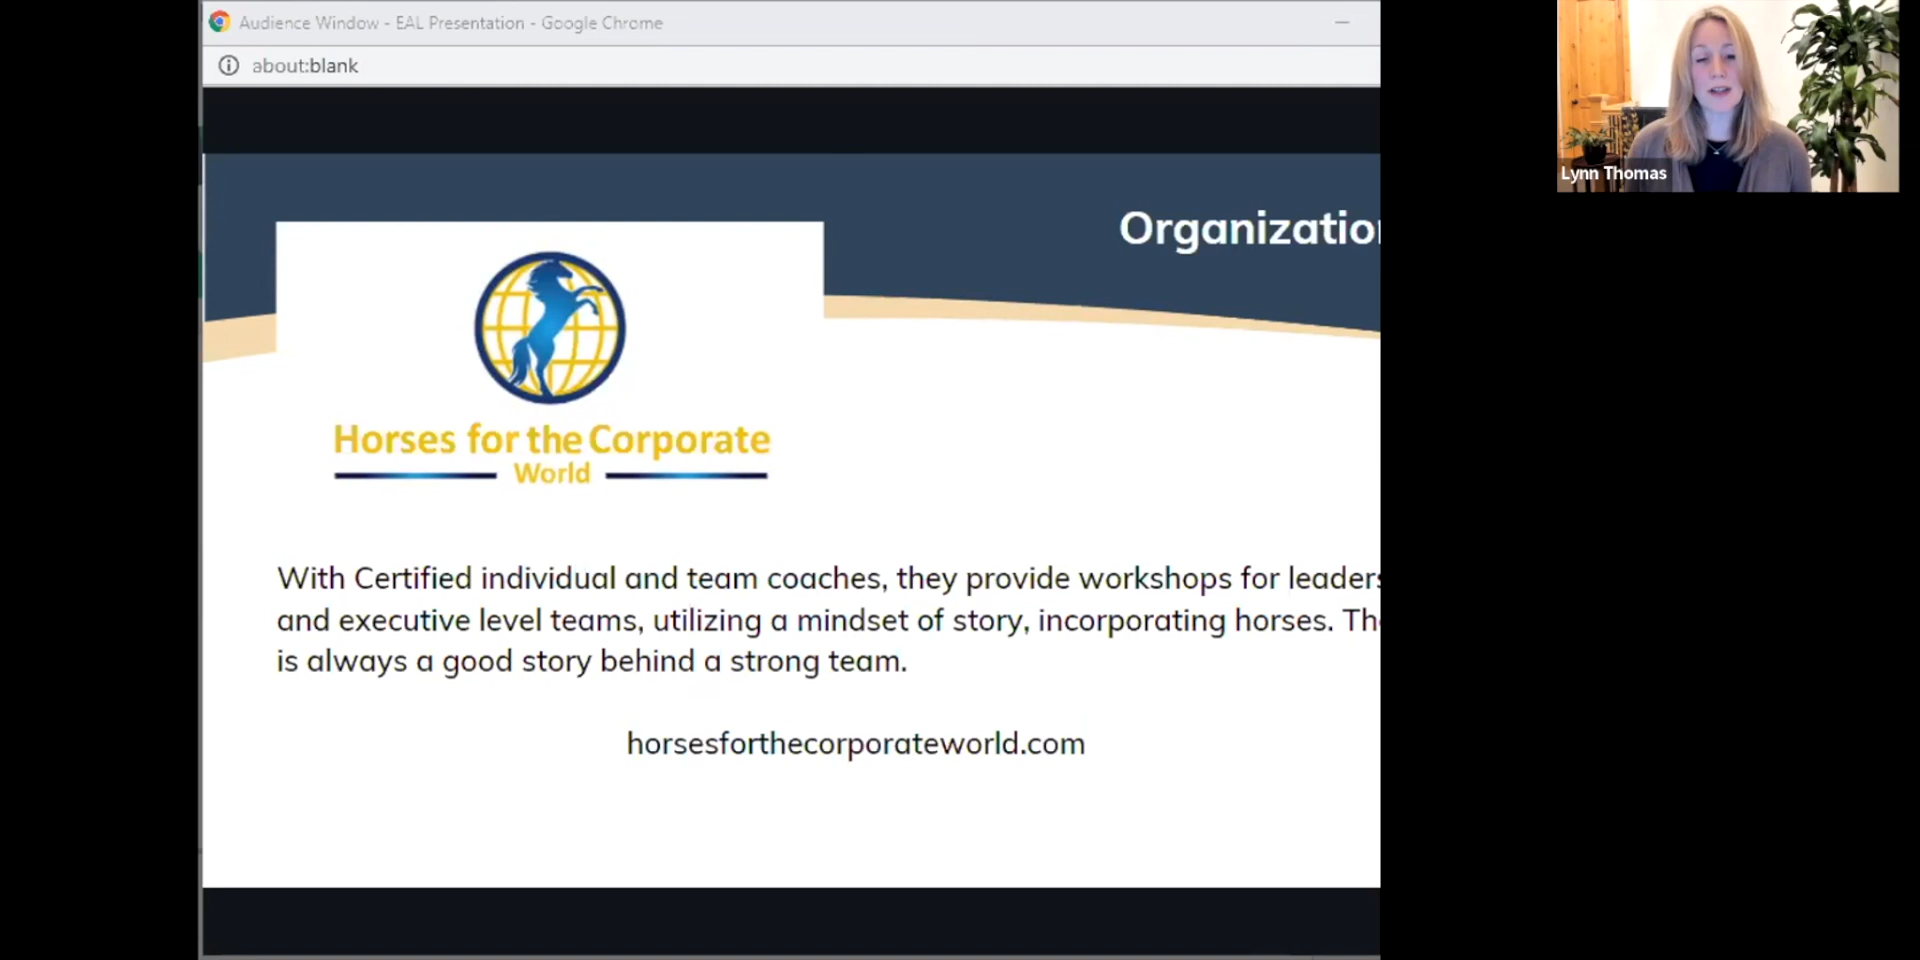 Audience Window - EAL Presentation - Google Chrome
about:blank
Lynn Thomas
Organizatio
Horses for the Corporate
World
With Certified individual and team coaches, they provide workshops for leaders
and executive level teams, utilizing a mindset of story, incorporating horses. Th
is always a good story behind a strong team.
horsesforthecorporateworld.com